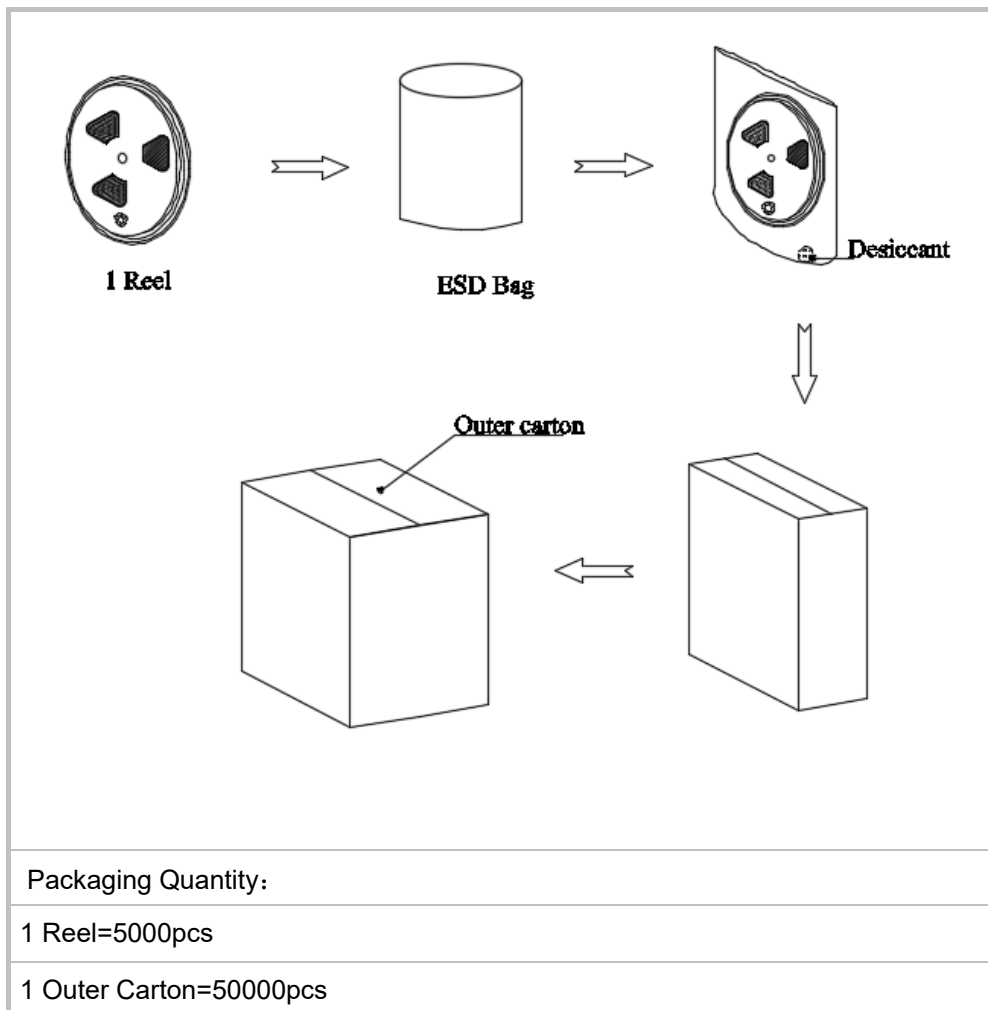 1 Reel
ESD Bag
Desiccant
Outer carton
Packaging Quantity：
1 Reel=5000pcs
1 Outer Carton=50000pcs